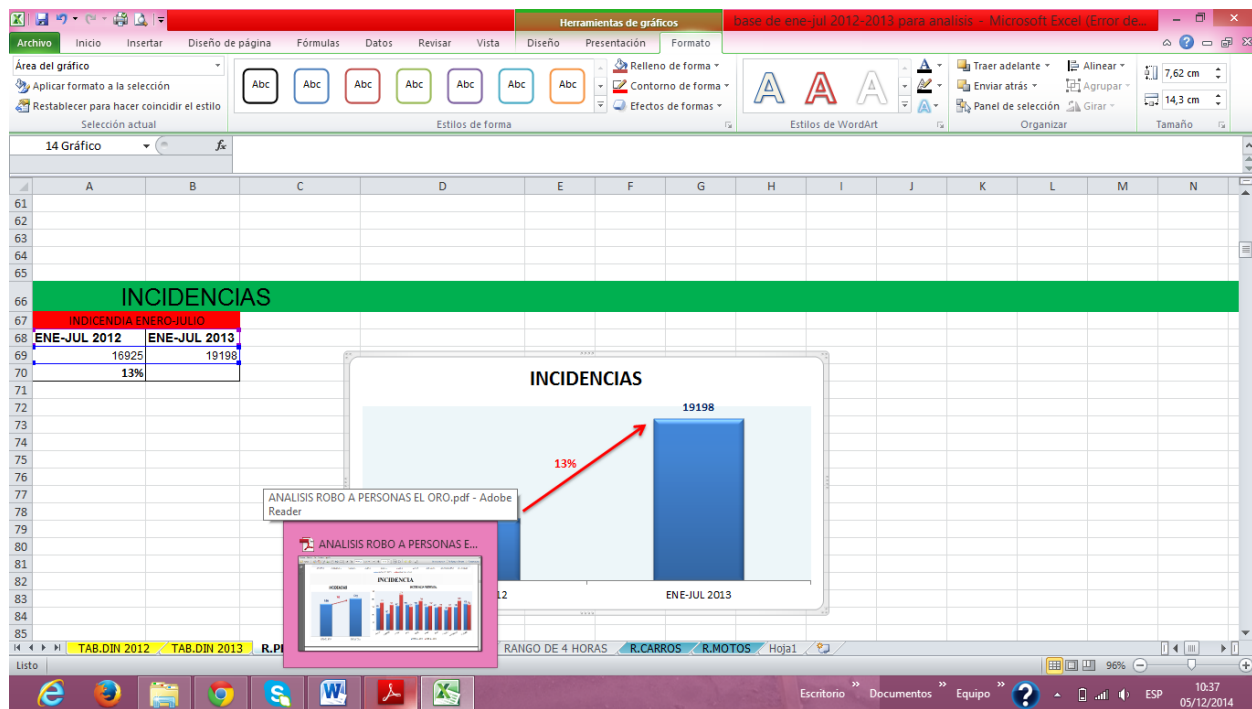 Herramientas de gráficos
base de ene-jul 2012-2013 para analisis - Microsoft Excel (Error de...
Archivo Inicio Insertar Diseño de página Fórmulas Datos Revisar Vista Diseño Presentación Formato
Área del gráfico
Aplicar formato a la selección
Restablecer para hacer coincidir el estilo
Selección actual
Abc Abc Abc Abc Abc Abc Abc
Estilos de forma
Relleno de forma
Contorno de forma
Efectos de formas
A A A
Estilos de WordArt
Traer adelante
Enviar atrás
Panel de selección
Alinear
Agrupar
Girar
Organizar
7,62 cm
14,3 cm
Tamaño
14 Gráfico fx
A B C D E F G H I J K L M N
61
62
63
64
65
66 INCIDENCIAS
67 INDICENDIA ENERO-JULIO
68 ENE-JUL 2012 ENE-JUL 2013
69 16925 19198
70 13%
71
72
73
74
75
76
77
78
79
80
81
82
83
84
85
INCIDENCIAS
19198
13%
12 ENE-JUL 2013
ANALISIS ROBO A PERSONAS EL ORO.pdf - Adobe
Reader
ANALISIS ROBO A PERSONAS E...
INCIDENCIA
TAB.DIN 2012 TAB.DIN 2013 R.P RANGO DE 4 HORAS R.CARROS R.MOTOS Hoja1
Listo 96%
Escritorio Documentos Equipo ESP 10:37
05/12/2014